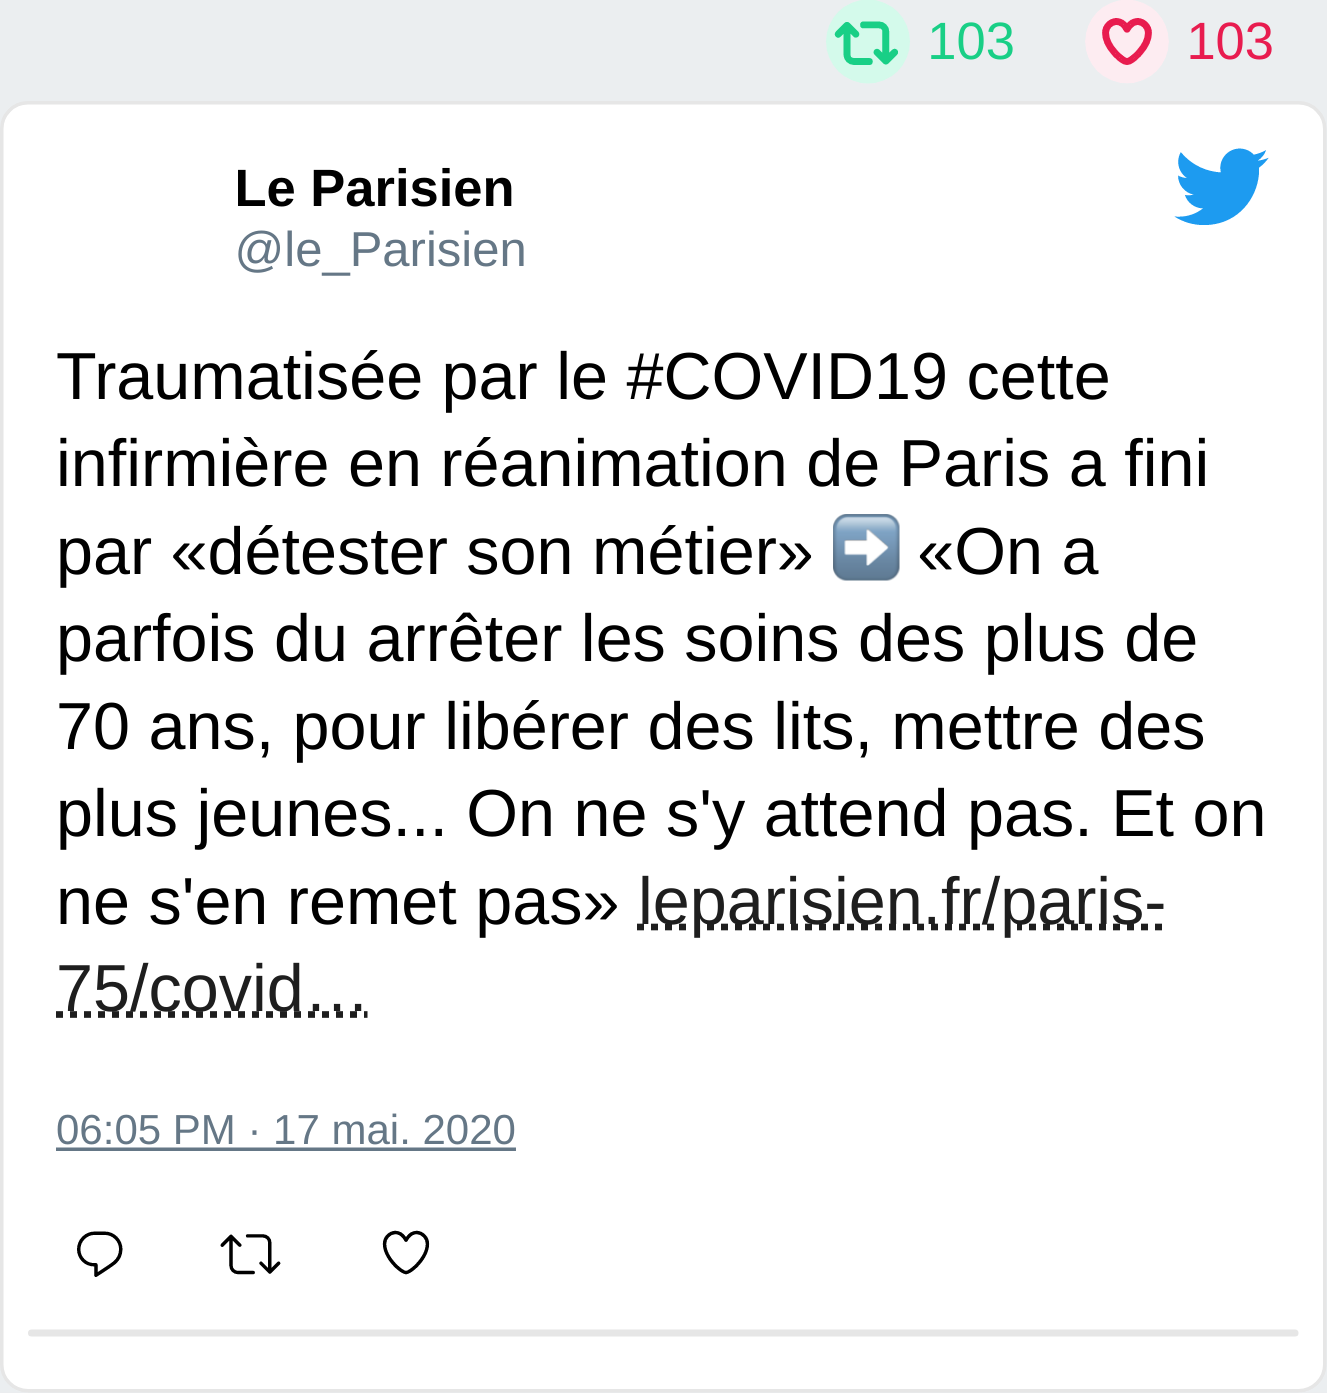 103 103
Le Parisien
@le_Parisien
Traumatisée par le #COVID19 cette
infirmière en réanimation de Paris a fini
par «détester son métier» ➡️ «On a
parfois du arrêter les soins des plus de
70 ans, pour libérer des lits, mettre des
plus jeunes... On ne s'y attend pas. Et on
ne s'en remet pas» leparisien.fr/paris-
75/covid…
06:05 PM · 17 mai. 2020